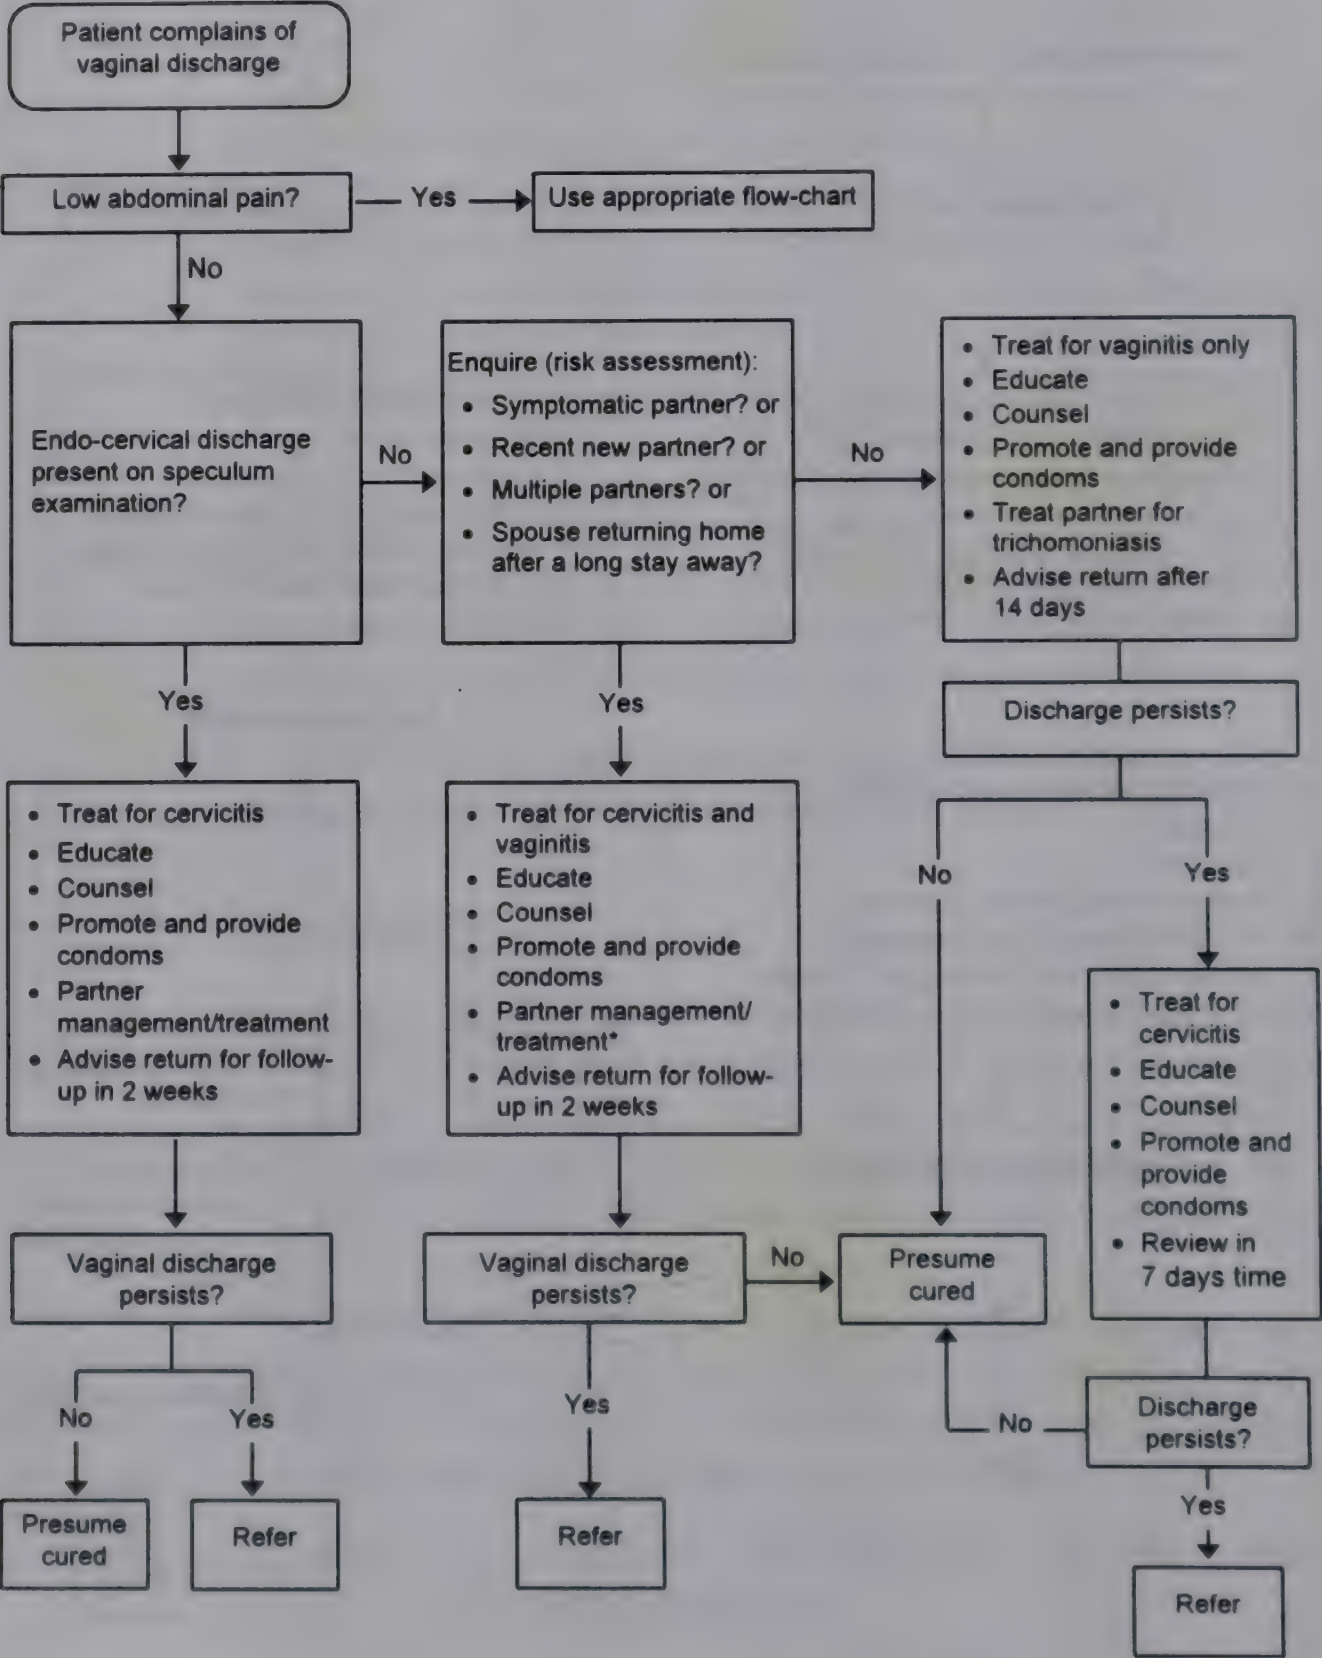 Patient complains of
vaginal discharge
Low abdominal pain?
Yes
Use appropriate flow-chart
No
Endo-cervical discharge
present on speculum
examination?
No
Enquire (risk assessment):
• Symptomatic partner? or
• Recent new partner? or
• Multiple partners? or
• Spouse returning home
after a long stay away?
No
• Treat for vaginitis only
• Educate
• Counsel
• Promote and provide
condoms
• Treat partner for
trichomoniasis
• Advise return after
14 days
Yes
Yes
Discharge persists?
No
Yes
• Treat for cervicitis
• Educate
• Counsel
• Promote and provide
condoms
• Partner
management/treatment
• Advise return for follow-
up in 2 weeks
• Treat for cervicitis and
vaginitis
• Educate
• Counsel
• Promote and provide
condoms
• Partner management/
treatment*
• Advise return for follow-
up in 2 weeks
• Treat for
cervicitis
• Educate
• Counsel
• Promote and
provide
condoms
• Review in
7 days time
Vaginal discharge
persists?
Vaginal discharge
persists?
No
Presume
cured
No
Yes
Yes
No
Discharge
persists?
Presume
cured
Refer
Refer
Yes
Refer